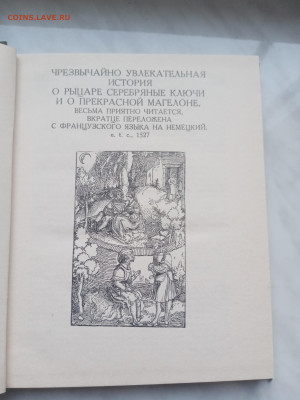 COINS.LAVE.RU
ЧРЕЗВЫЧАЙНО УВЛЕКАТЕЛЬНАЯ
ИСТОРИЯ
О РЫЦАРЕ СЕРЕБРЯНЫЕ КЛЮЧИ
И О ПРЕКРАСНОЙ МАГЕЛОНЕ,
ВЕСЬМА ПРИЯТНО ЧИТАЕТСЯ,
ВКРАТЦЕ ПЕРЕЛОЖЕНА
С ФРАНЦУЗСКОГО ЯЗЫКА НА НЕМЕЦКИЙ.
1527